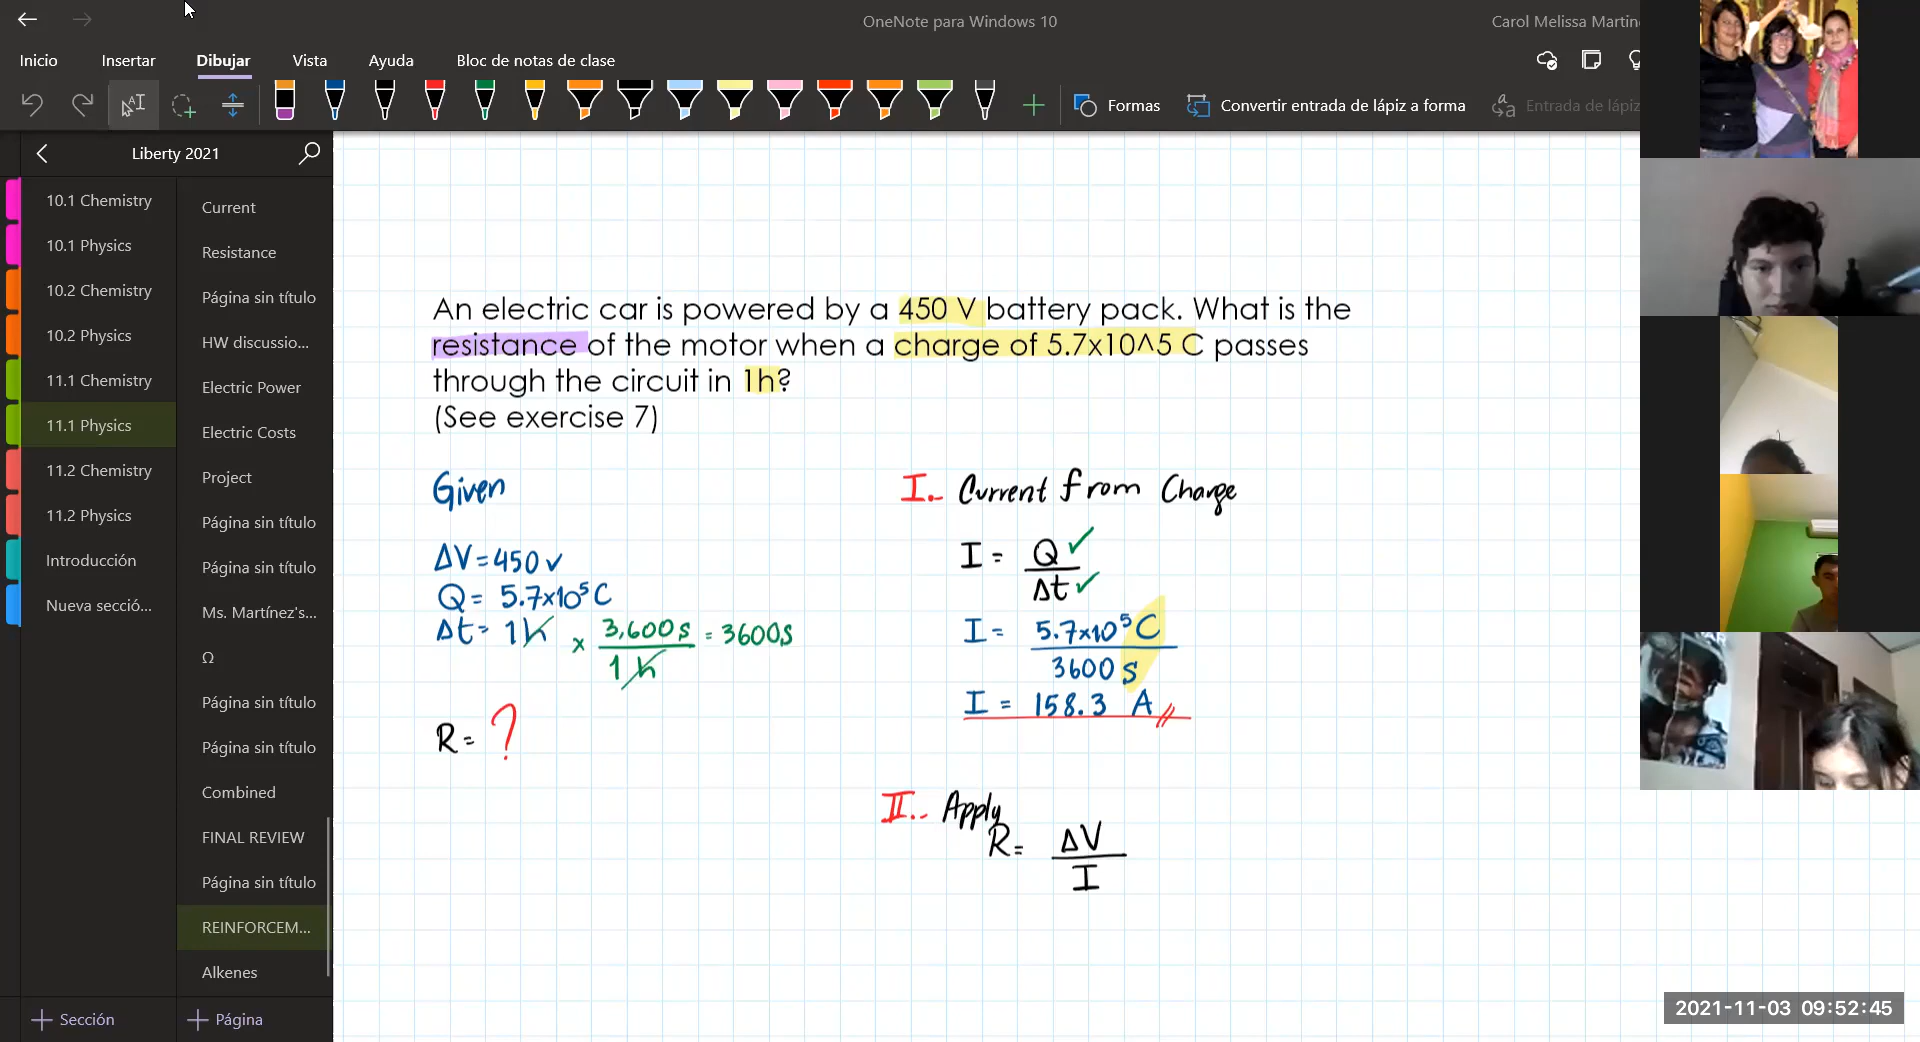 OneNote para Windows 10
Carol Melissa Martín
Inicio
Insertar
Dibujar
Vista
Ayuda
Bloc de notas de clase
Formas
Convertir entrada de lápiz a forma
Entrada de lápiz
Liberty 2021
10.1 Chemistry
10.1 Physics
10.2 Chemistry
10.2 Physics
11.1 Chemistry
11.1 Physics
11.2 Chemistry
11.2 Physics
Introducción
Nueva secció...
Sección
Current
Resistance
Página sin título
HW discussio...
Electric Power
Electric Costs
Project
Página sin título
Página sin título
Ms. Martínez's...
Ω
Página sin título
Página sin título
Combined
FINAL REVIEW
Página sin título
REINFORCEM...
Alkenes
Página
An electric car is powered by a 450 V battery pack. What is the
resistance of the motor when a charge of 5.7x10^5 C passes
through the circuit in 1h?
(See exercise 7)
Given
ΔV = 450 V
Q = 5.7x10⁵ C
Δt = 1 h x 3,600 s / 1 h = 3600 s
R = ?
I.- Current from Charge
I = Q ✓ / Δt ✓
I = 5.7x10⁵ C / 3600 s
I = 158.3 A //
II.- Apply
R = ΔV / I
2021-11-03 09:52:45